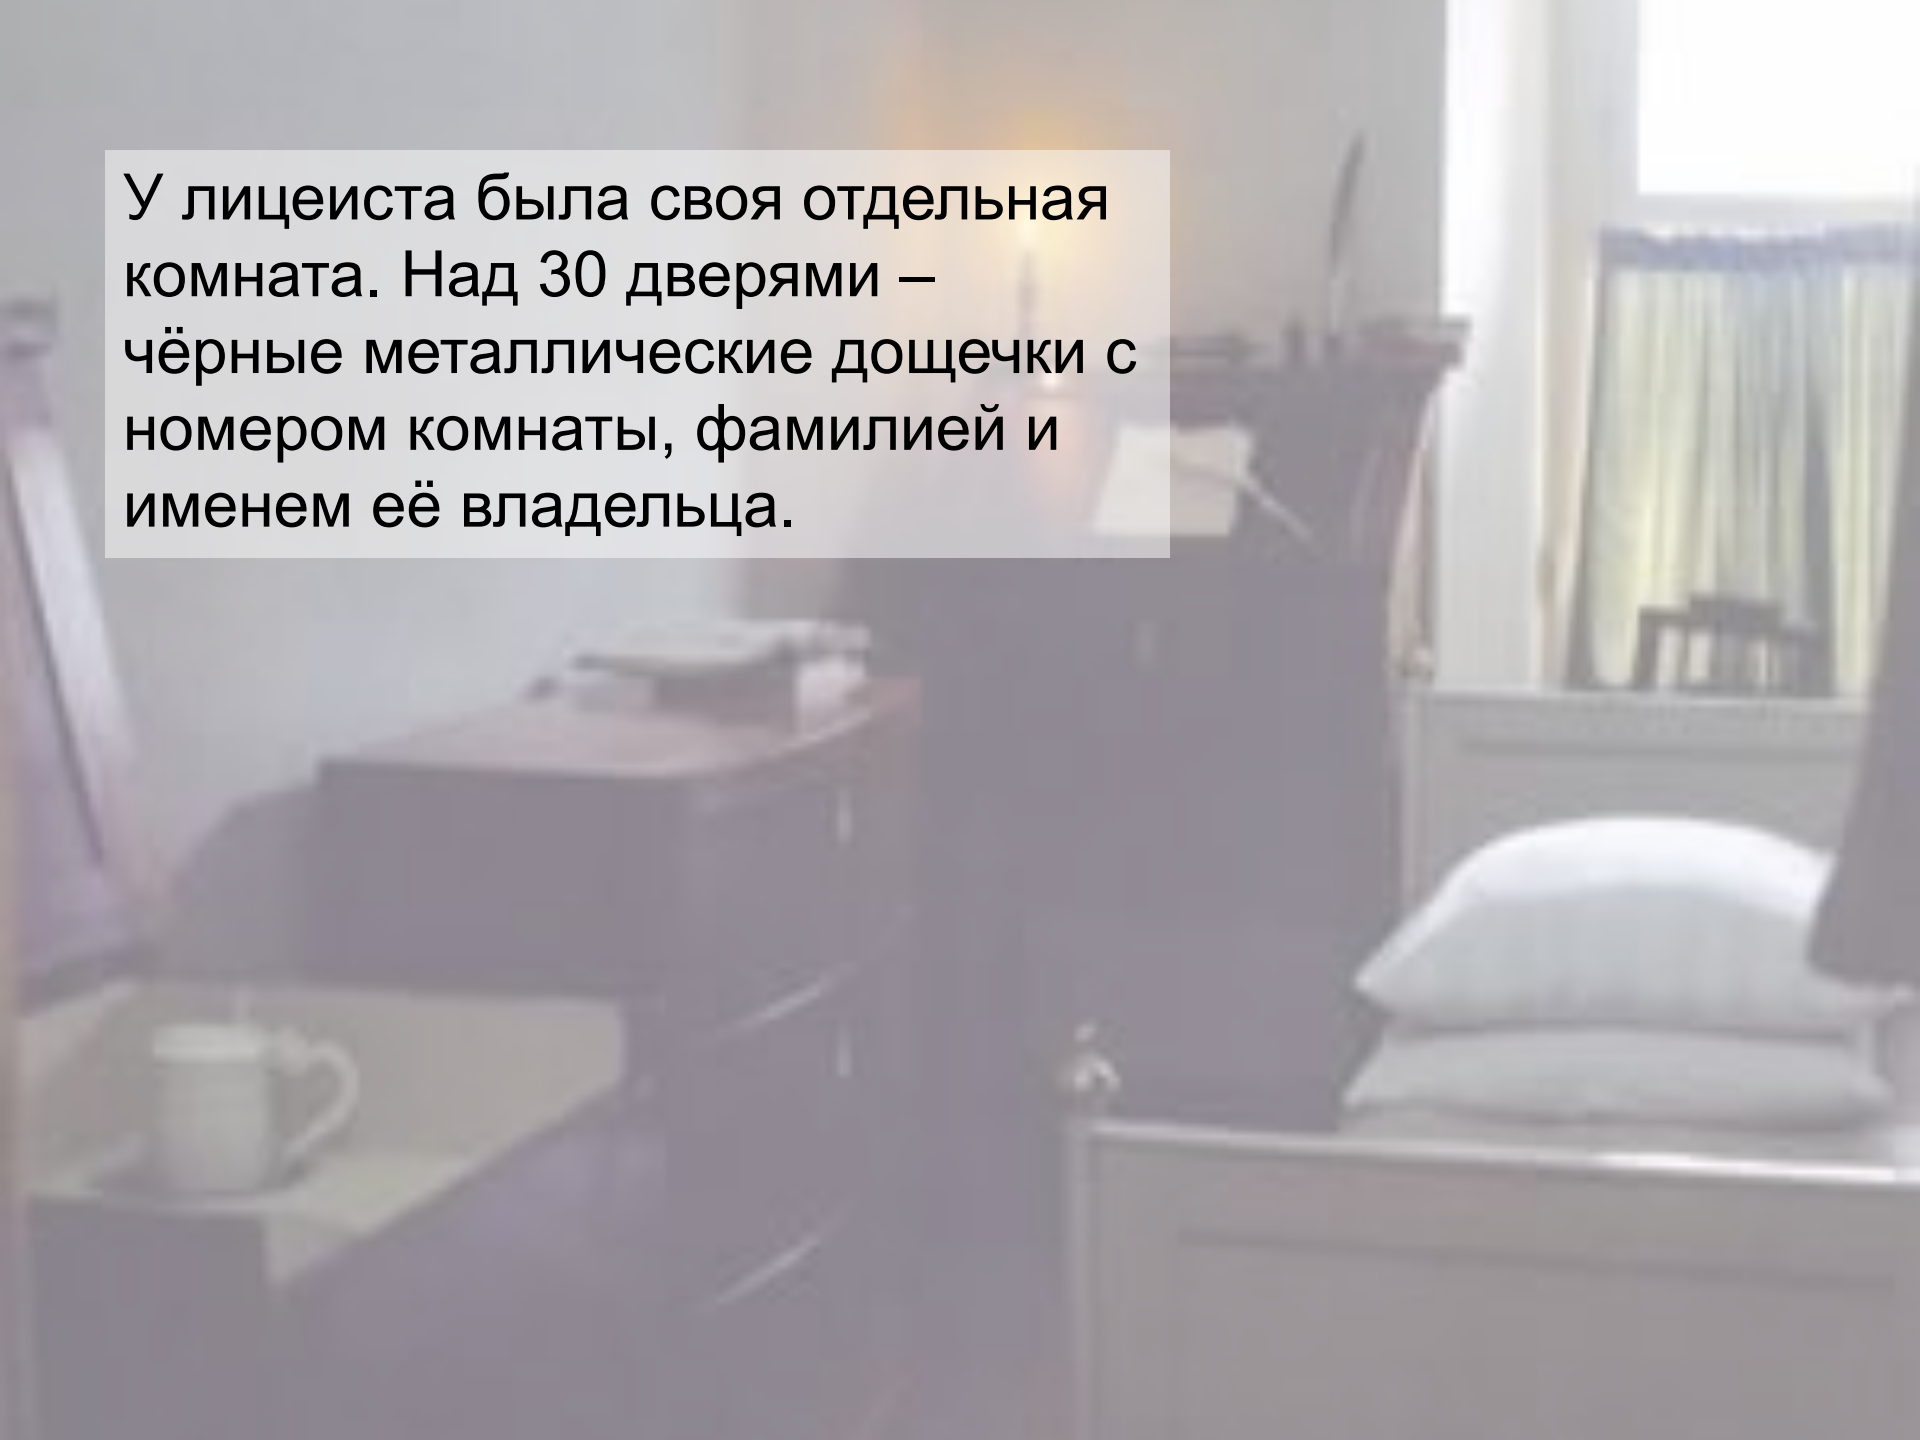 У лицеиста была своя отдельная
комната. Над 30 дверями –
чёрные металлические дощечки с
номером комнаты, фамилией и
именем её владельца.